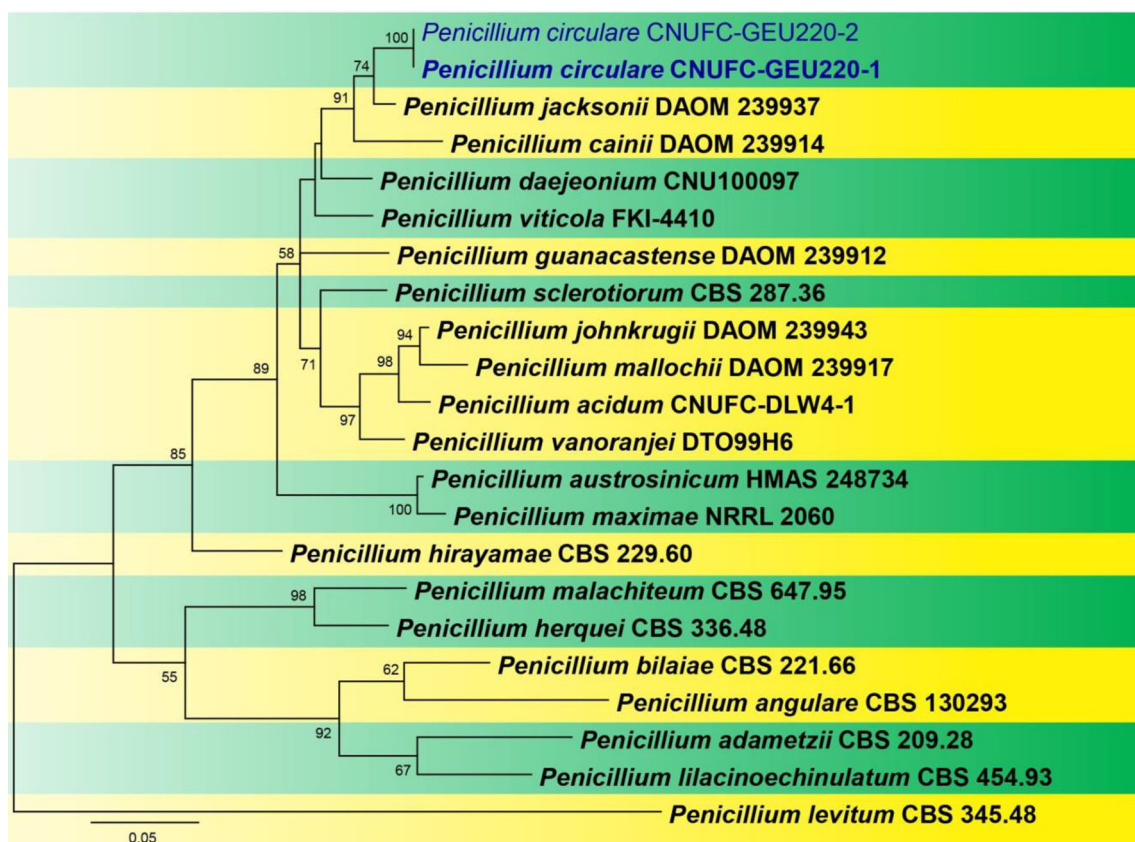 Penicillium circulare CNUFC-GEU220-2
100
Penicillium circulare CNUFC-GEU220-1
74
Penicillium jacksonii DAOM 239937
91
Penicillium cainii DAOM 239914
Penicillium daejeonium CNU100097
Penicillium viticola FKI-4410
58
Penicillium guanacastense DAOM 239912
Penicillium sclerotiorum CBS 287.36
Penicillium johnkrugii DAOM 239943
94
71
98
Penicillium mallochii DAOM 239917
89
Penicillium acidum CNUFC-DLW4-1
97
Penicillium vanoranjei DTO99H6
85
Penicillium austrosinicum HMAS 248734
100
Penicillium maximae NRRL 2060
Penicillium hirayamae CBS 229.60
98
Penicillium malachiteum CBS 647.95
Penicillium herquei CBS 336.48
55
62
Penicillium bilaiae CBS 221.66
Penicillium angulare CBS 130293
92
Penicillium adametzii CBS 209.28
67
Penicillium lilacinoechinulatum CBS 454.93
Penicillium levitum CBS 345.48
0.05